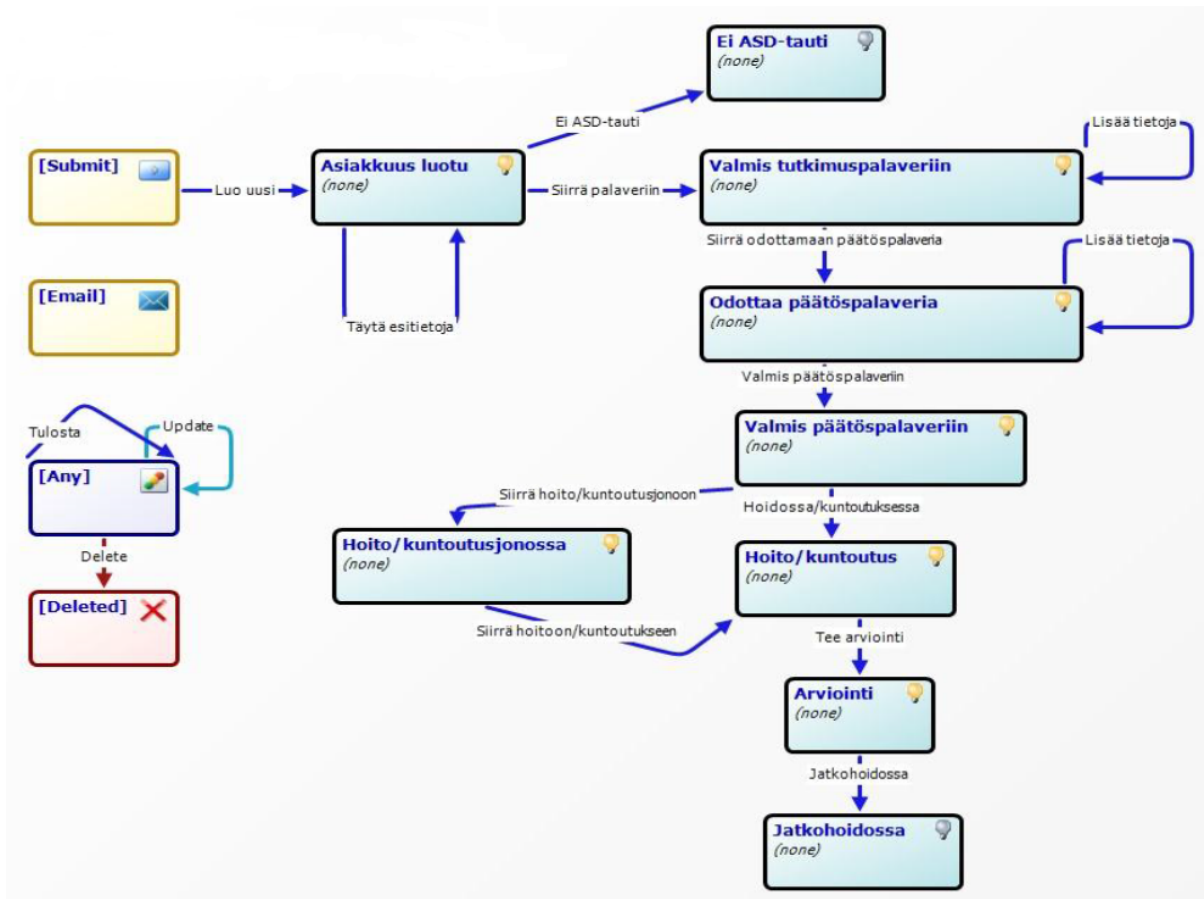 Ei ASD-tauti
(none)
Ei ASD-tauti
Lisää tietoja
[Submit]
Luo uusi
Asiakkuus luotu
(none)
Siirrä palaveriin
Valmis tutkimuspalaveriin
(none)
Siirrä odottamaan päätöspalaveria
Lisää tietoja
[Email]
Täytä esitietoja
Odottaa päätöspalaveria
(none)
Valmis päätöspalaveriin
Tulosta
Update
Valmis päätöspalaveriin
(none)
[Any]
Siirrä hoito/kuntoutusjonoon
Hoidossa/kuntoutuksessa
Delete
Hoito/kuntoutusjonossa
(none)
Hoito/kuntoutus
(none)
[Deleted]
Siirrä hoitoon/kuntoutukseen
Tee arviointi
Arviointi
(none)
Jatkohoidossa
Jatkohoidossa
(none)